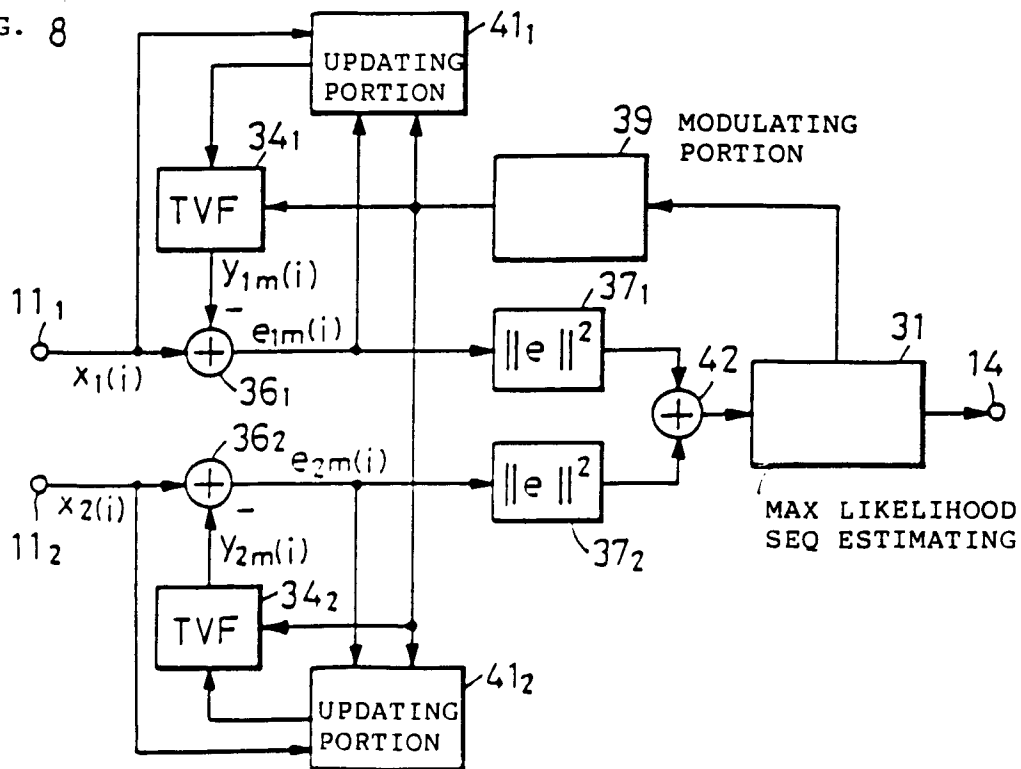 G. 8
41₁
UPDATING
PORTION
39 MODULATING
PORTION
34₁
TVF
y₁ₘ(i)
11₁
−
e₁ₘ(i)
37₁
||e||²
31
42
14
x₁(i)
+
36₁
+
36₂
e₂ₘ(i)
||e||²
x₂(i)
+
−
11₂
y₂ₘ(i)
37₂
MAX LIKELIHOOD
SEQ ESTIMATING
34₂
TVF
41₂
UPDATING
PORTION